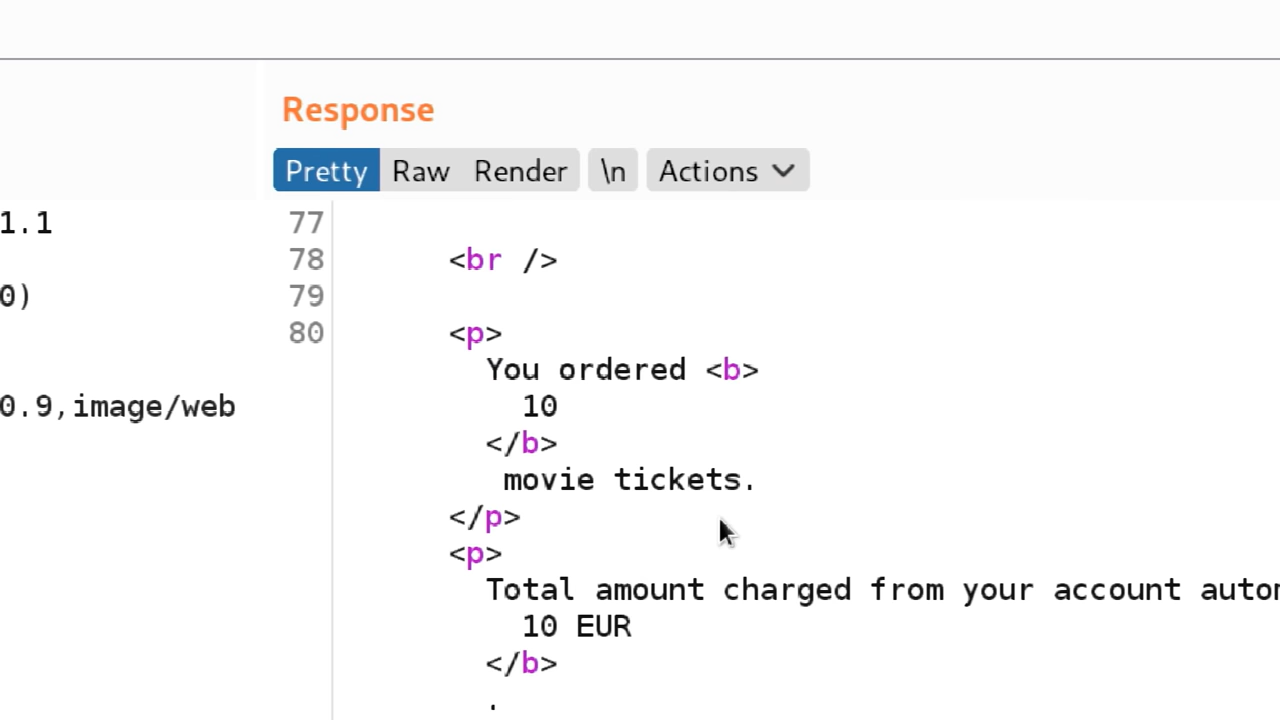 Response
Pretty Raw Render \n Actions
1.1
77
78 <br />
0) 79
80 <p>
You ordered <b>
0.9,image/web 10
</b>
movie tickets.
</p>
<p>
Total amount charged from your account
10 EUR
</b>
.